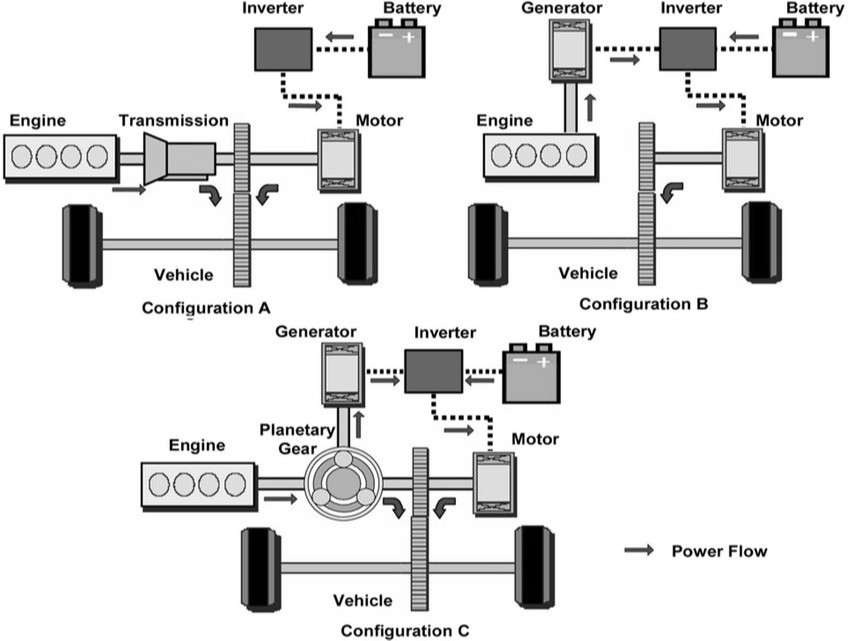 Inverter
Battery
Engine
Transmission
Motor
Vehicle
Configuration A
Generator
Inverter
Battery
Engine
Motor
Vehicle
Configuration B
Generator
Inverter
Battery
Planetary
Gear
Engine
Motor
Vehicle
Power Flow
Configuration C